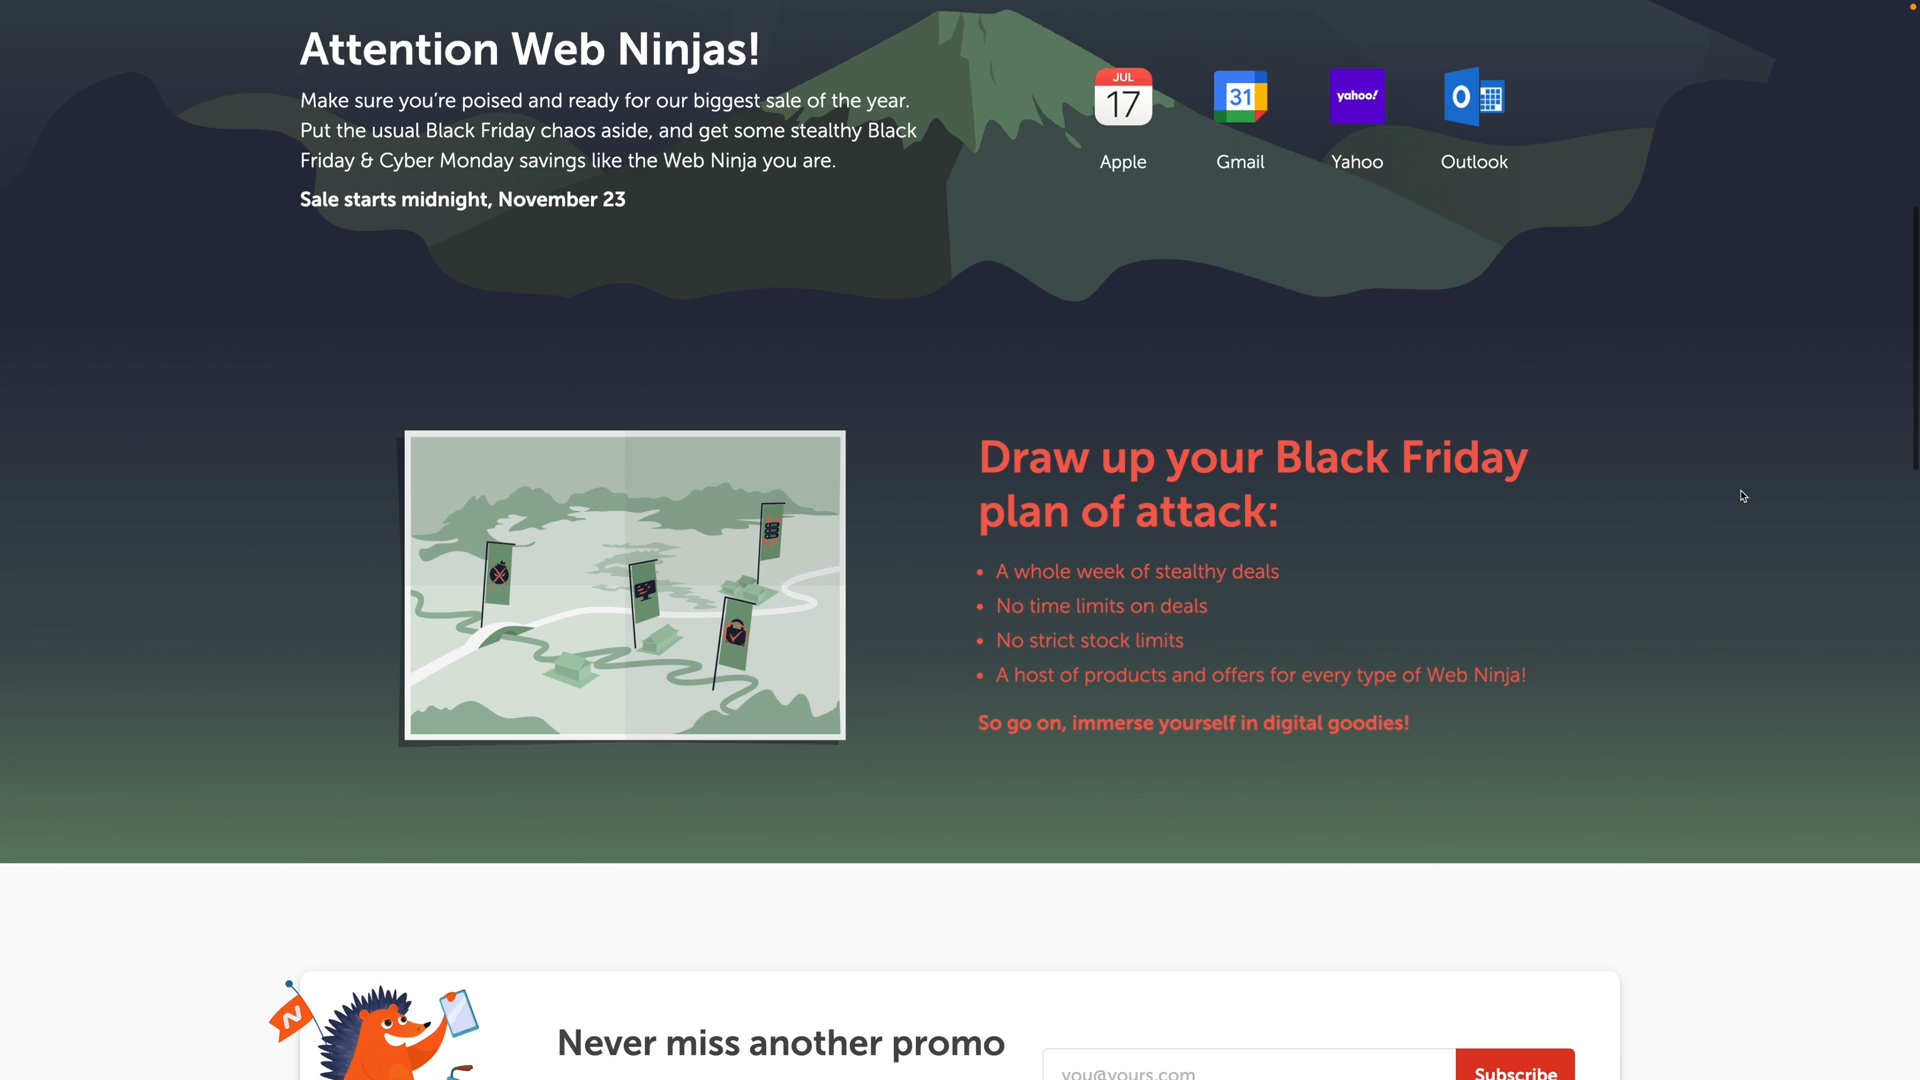 Attention Web Ninjas!
Make sure you’re poised and ready for our biggest sale of the year.
Put the usual Black Friday chaos aside, and get some stealthy Black
Friday & Cyber Monday savings like the Web Ninja you are.
Sale starts midnight, November 23
JUL
17
31
yahoo!
O
Apple
Gmail
Yahoo
Outlook
Draw up your Black Friday
plan of attack:
• A whole week of stealthy deals
• No time limits on deals
• No strict stock limits
• A host of products and offers for every type of Web Ninja!
So go on, immerse yourself in digital goodies!
N
Never miss another promo
you@yours.com
Subscribe